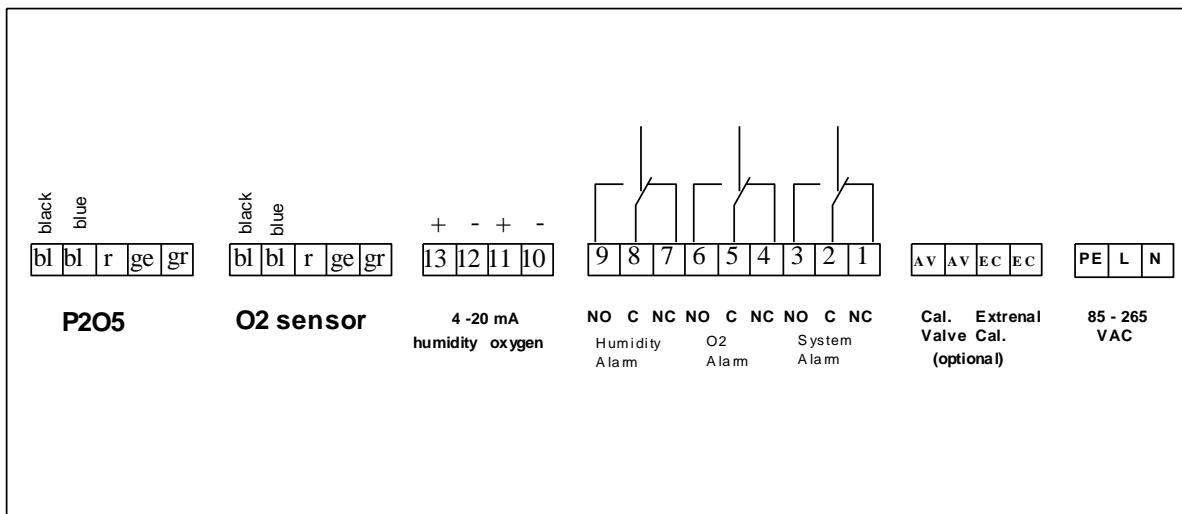 black blue
black blue
+ - + -
bl bl r ge gr
bl bl r ge gr
13 12 11 10
9 8 7 6 5 4 3 2 1
AV AV EC EC
PE L N
P2O5
O2 sensor
4 -20 mA
humidity oxygen
NO C NC NO C NC NO C NC
Humidity
Alarm
O2
Alarm
System
Alarm
Cal. Extrenal
Valve Cal.
(optional)
85 - 265
VAC